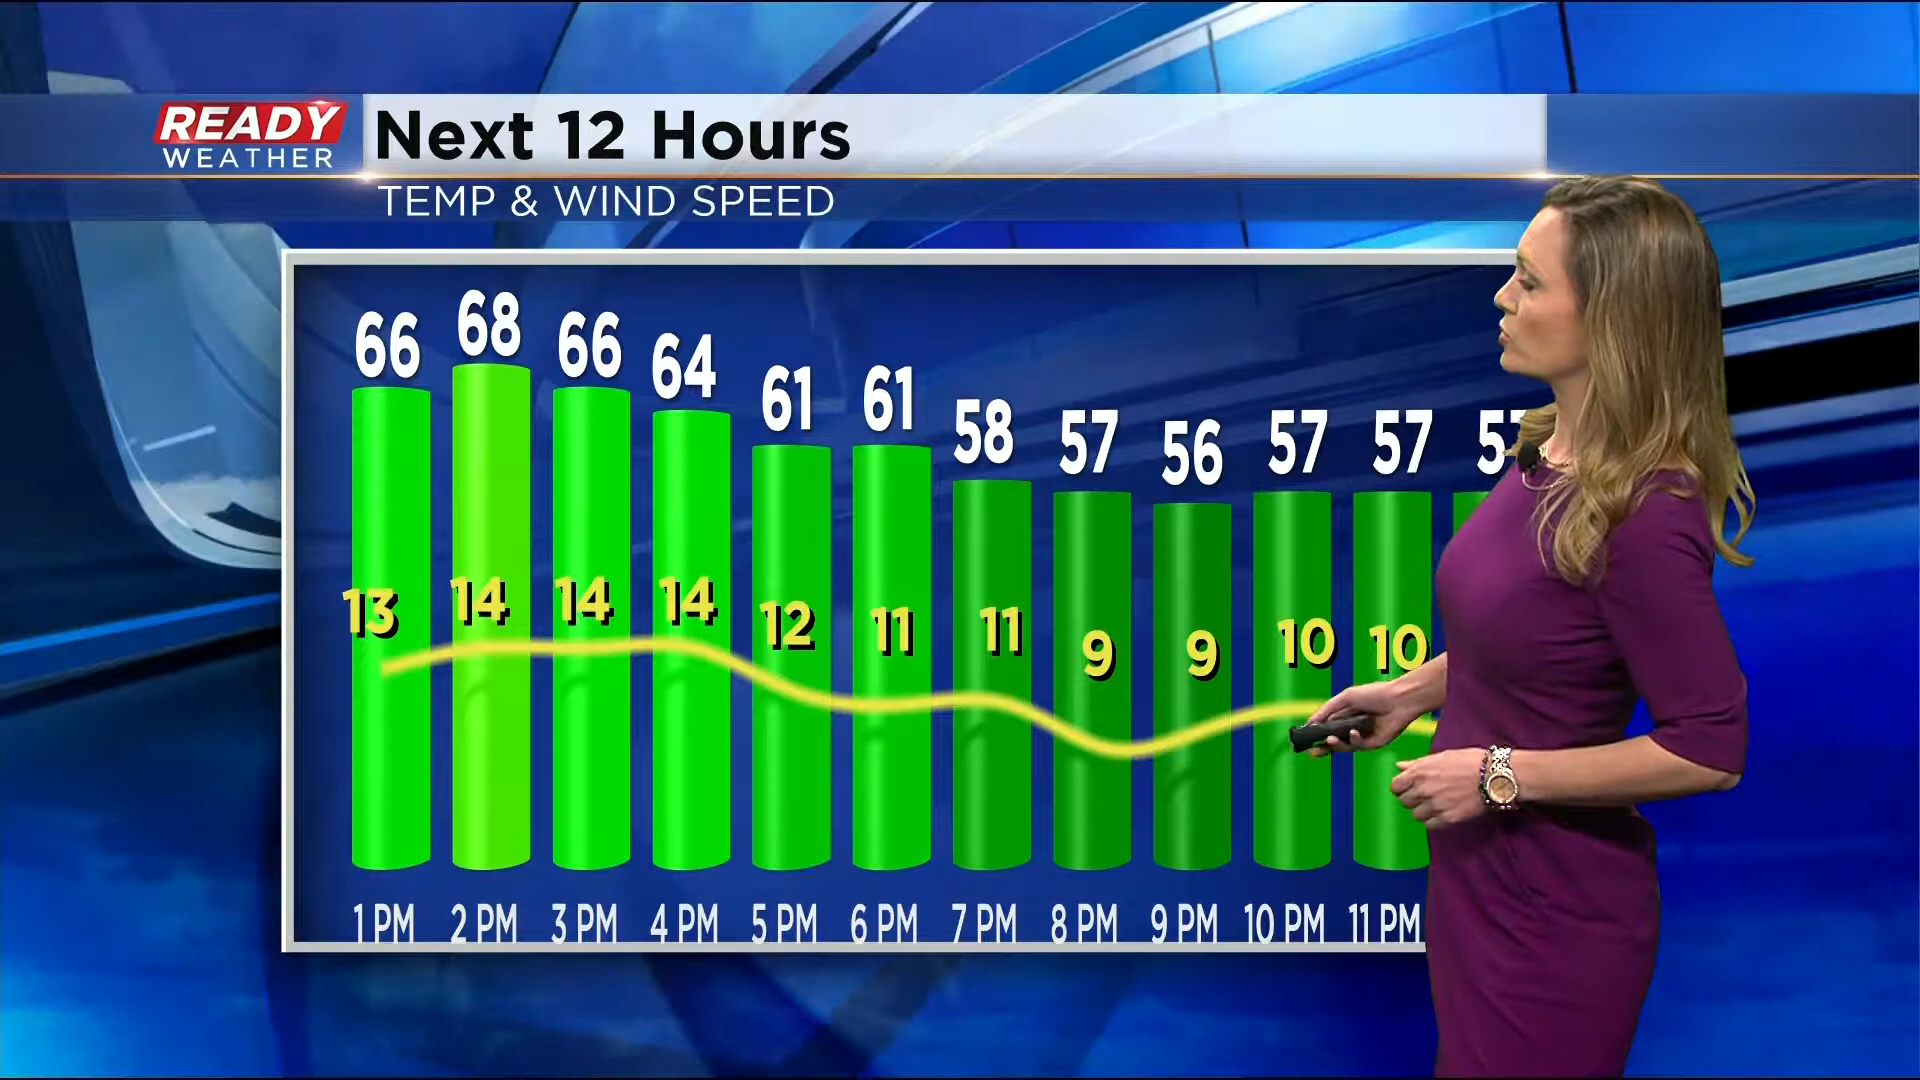 READY
WEATHER
Next 12 Hours
TEMP & WIND SPEED
66 68 66 64 61 61 58 57 56 57 57
13 14 14 14 12 11 11 9 9 10 10
1 PM 2 PM 3 PM 4 PM 5 PM 6 PM 7 PM 8 PM 9 PM 10 PM 11 PM